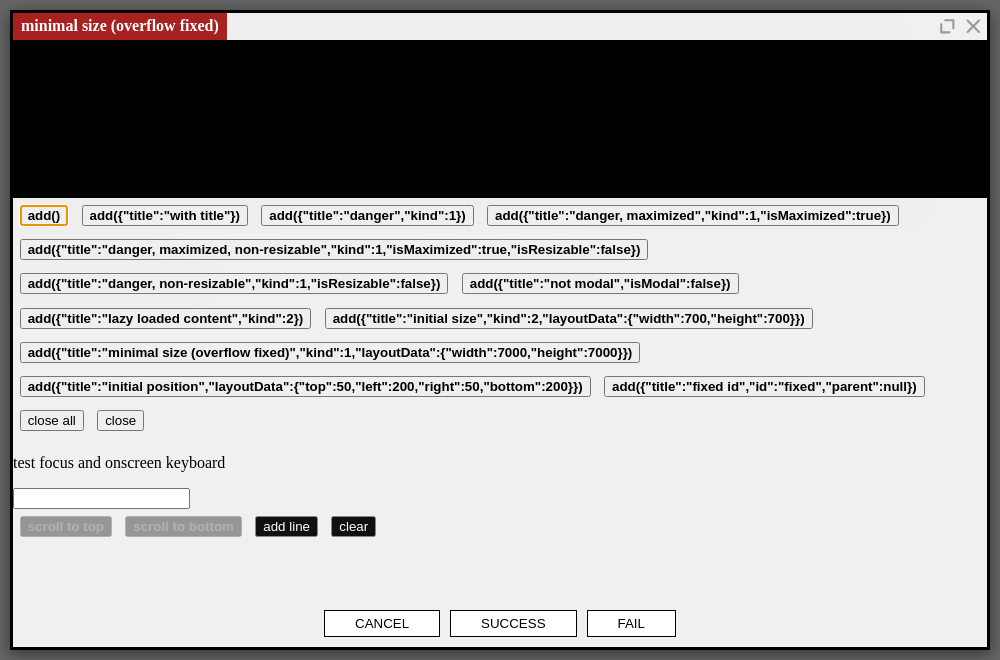 minimal size (overflow fixed)
add() add({"title":"with title"}) add({"title":"danger","kind":1}) add({"title":"danger, maximized","kind":1,"isMaximized":true})
add({"title":"danger, maximized, non-resizable","kind":1,"isMaximized":true,"isResizable":false})
add({"title":"danger, non-resizable","kind":1,"isResizable":false}) add({"title":"not modal","isModal":false})
add({"title":"lazy loaded content","kind":2}) add({"title":"initial size","kind":2,"layoutData":{"width":700,"height":700}})
add({"title":"minimal size (overflow fixed)","kind":1,"layoutData":{"width":7000,"height":7000}})
add({"title":"initial position","layoutData":{"top":50,"left":200,"right":50,"bottom":200}}) add({"title":"fixed id","id":"fixed","parent":null})
close all close
test focus and onscreen keyboard
scroll to top scroll to bottom add line clear
CANCEL SUCCESS FAIL